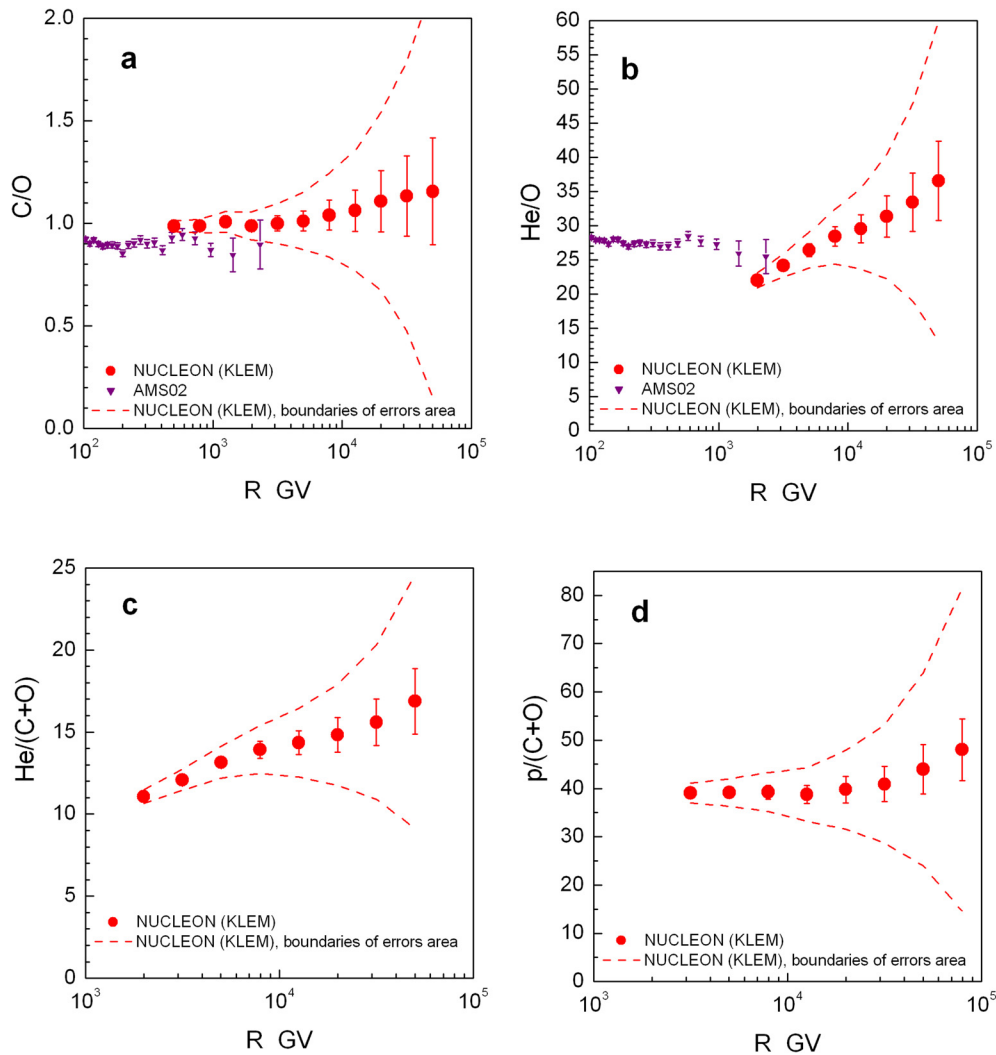 a
2.0
1.5
1.0
0.5
0.0
C/O
NUCLEON (KLEM)
AMS02
NUCLEON (KLEM), boundaries of errors area
10² 10³ 10⁴ 10⁵
R GV
b
60
55
50
45
40
35
30
25
20
15
10
5
0
He/O
NUCLEON (KLEM)
AMS02
NUCLEON (KLEM), boundaries of errors area
10² 10³ 10⁴ 10⁵
R GV
c
25
20
15
10
5
0
He/(C+O)
NUCLEON (KLEM)
NUCLEON (KLEM), boundaries of errors area
10³ 10⁴ 10⁵
R GV
d
80
70
60
50
40
30
20
10
0
p/(C+O)
NUCLEON (KLEM)
NUCLEON (KLEM), boundaries of errors area
10³ 10⁴ 10⁵
R GV